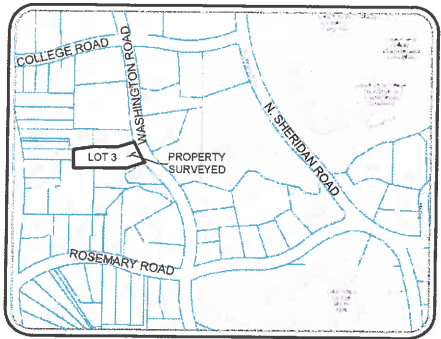 COLLEGE ROAD
WASHINGTON ROAD
N. SHERIDAN ROAD
LOT 3
PROPERTY
SURVEYED
ROSEMARY ROAD